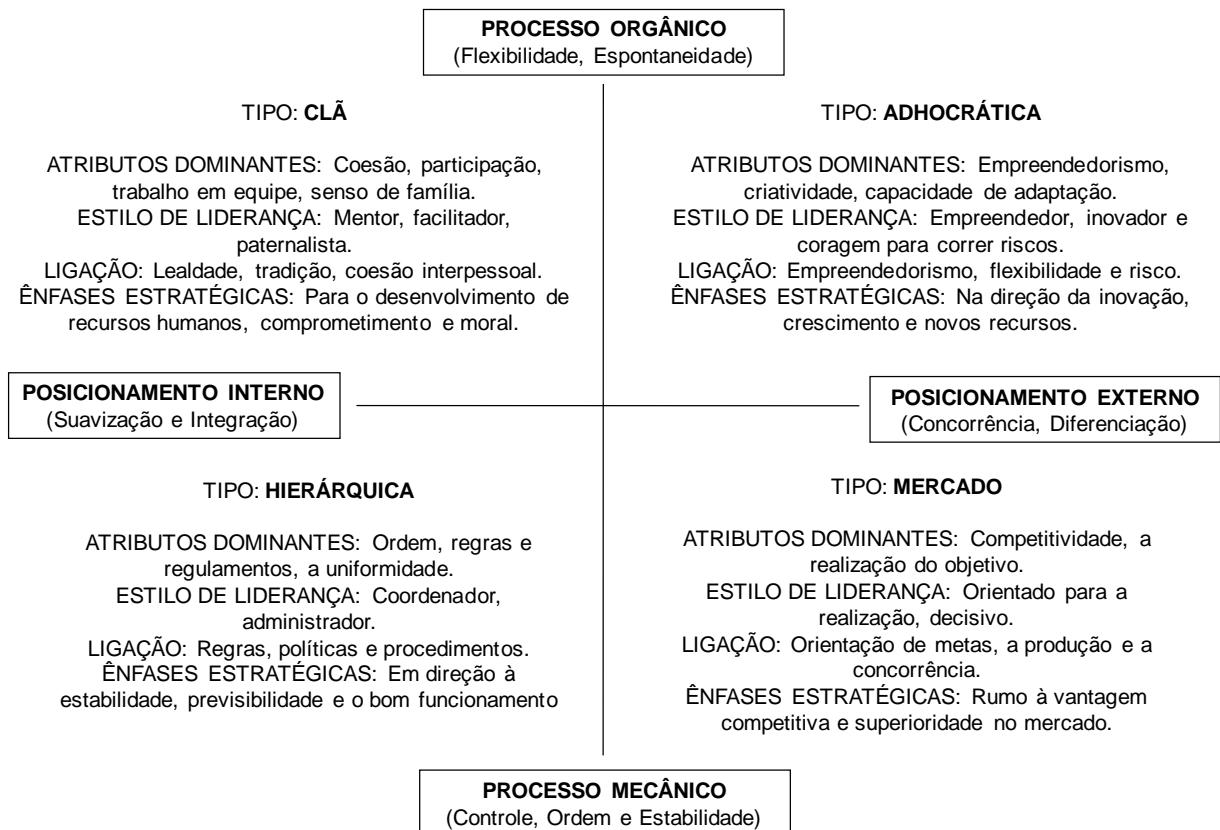 PROCESSO ORGÂNICO
(Flexibilidade, Espontaneidade)
TIPO: CLÃ
ATRIBUTOS DOMINANTES: Coesão, participação,
trabalho em equipe, senso de família.
ESTILO DE LIDERANÇA: Mentor, facilitador,
paternalista.
LIGAÇÃO: Lealdade, tradição, coesão interpessoal.
ÊNFASES ESTRATÉGICAS: Para o desenvolvimento de
recursos humanos, comprometimento e moral.
TIPO: ADHOCRÁTICA
ATRIBUTOS DOMINANTES: Empreendedorismo,
criatividade, capacidade de adaptação.
ESTILO DE LIDERANÇA: Empreendedor, inovador e
coragem para correr riscos.
LIGAÇÃO: Empreendedorismo, flexibilidade e risco.
ÊNFASES ESTRATÉGICAS: Na direção da inovação,
crescimento e novos recursos.
POSICIONAMENTO INTERNO
(Suavização e Integração)
POSICIONAMENTO EXTERNO
(Concorrência, Diferenciação)
TIPO: HIERÁRQUICA
ATRIBUTOS DOMINANTES: Ordem, regras e
regulamentos, a uniformidade.
ESTILO DE LIDERANÇA: Coordenador,
administrador.
LIGAÇÃO: Regras, políticas e procedimentos.
ÊNFASES ESTRATÉGICAS: Em direção à
estabilidade, previsibilidade e o bom funcionamento
TIPO: MERCADO
ATRIBUTOS DOMINANTES: Competitividade, a
realização do objetivo.
ESTILO DE LIDERANÇA: Orientado para a
realização, decisivo.
LIGAÇÃO: Orientação de metas, a produção e a
concorrência.
ÊNFASES ESTRATÉGICAS: Rumo à vantagem
competitiva e superioridade no mercado.
PROCESSO MECÂNICO
(Controle, Ordem e Estabilidade)